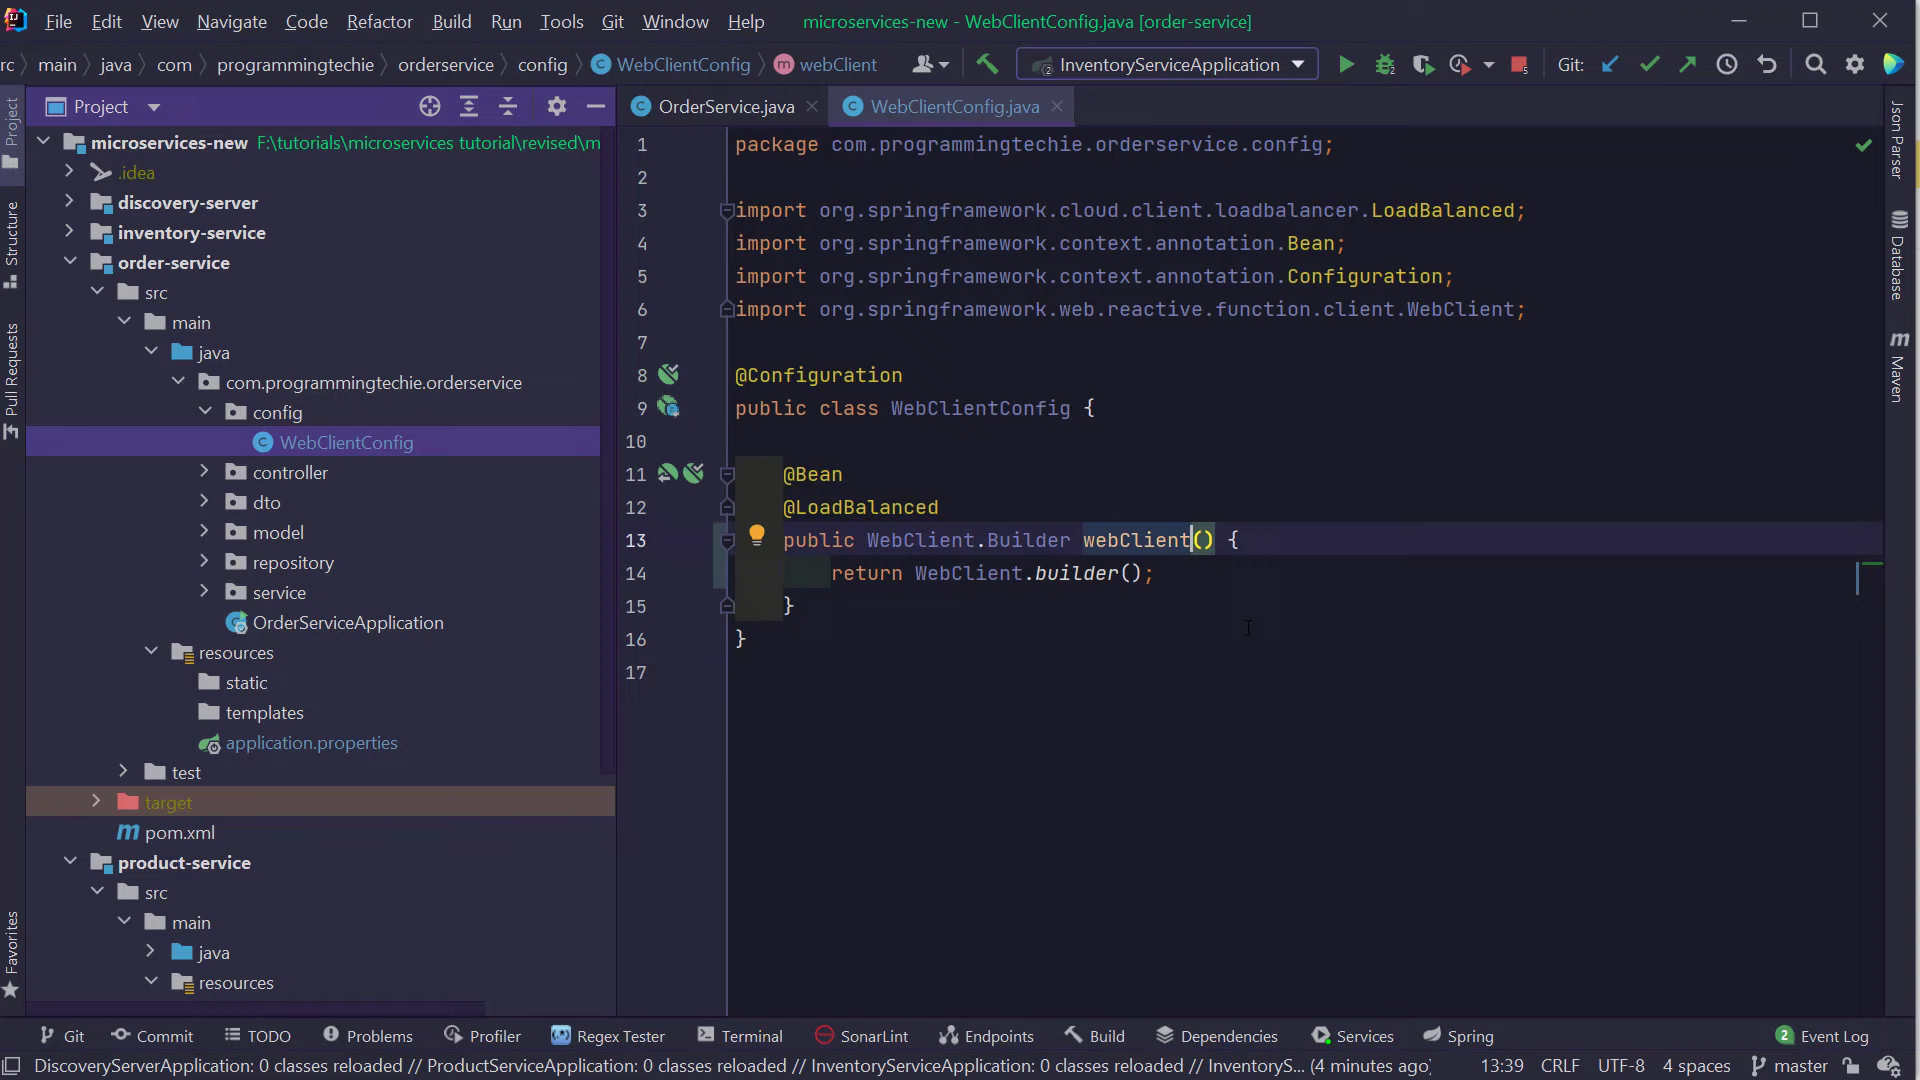 File Edit View Navigate Code Refactor Build Run Tools Git Window Help microservices-new - WebClientConfig.java [order-service]
rc main java com programmingtechie orderservice config WebClientConfig webClient InventoryServiceApplication Git:
Project
OrderService.java WebClientConfig.java
microservices-new F:\tutorials\microservices tutorial\revised\m
.idea
discovery-server
inventory-service
order-service
src
main
java
com.programmingtechie.orderservice
config
WebClientConfig
controller
dto
model
repository
service
OrderServiceApplication
resources
static
templates
application.properties
test
target
pom.xml
product-service
src
main
java
resources
1 package com.programmingtechie.orderservice.config;
2
3 import org.springframework.cloud.client.loadbalancer.LoadBalanced;
4 import org.springframework.context.annotation.Bean;
5 import org.springframework.context.annotation.Configuration;
6 import org.springframework.web.reactive.function.client.WebClient;
7
8 @Configuration
9 public class WebClientConfig {
10
11 @Bean
12 @LoadBalanced
13 public WebClient.Builder webClient() {
14 return WebClient.builder();
15 }
16 }
17
Project
Structure
Pull Requests
Favorites
Json Parser
Database
Maven
Git Commit TODO Problems Profiler Regex Tester Terminal SonarLint Endpoints Build Dependencies Services Spring 2 Event Log
DiscoveryServerApplication: 0 classes reloaded // ProductServiceApplication: 0 classes reloaded // InventoryServiceApplication: 0 classes reloaded // InventoryS... (4 minutes ago) 13:39 CRLF UTF-8 4 spaces master